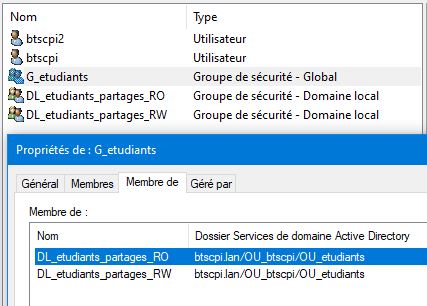 Nom Type
btscpi2 Utilisateur
btscpi Utilisateur
G_etudiants Groupe de sécurité - Global
DL_etudiants_partages_RO Groupe de sécurité - Domaine local
DL_etudiants_partages_RW Groupe de sécurité - Domaine local
Propriétés de : G_etudiants
Général Membres Membre de Géré par
Membre de :
Nom Dossier Services de domaine Active Directory
DL_etudiants_partages_RO btscpi.lan/OU_btscpi/OU_etudiants
DL_etudiants_partages_RW btscpi.lan/OU_btscpi/OU_etudiants